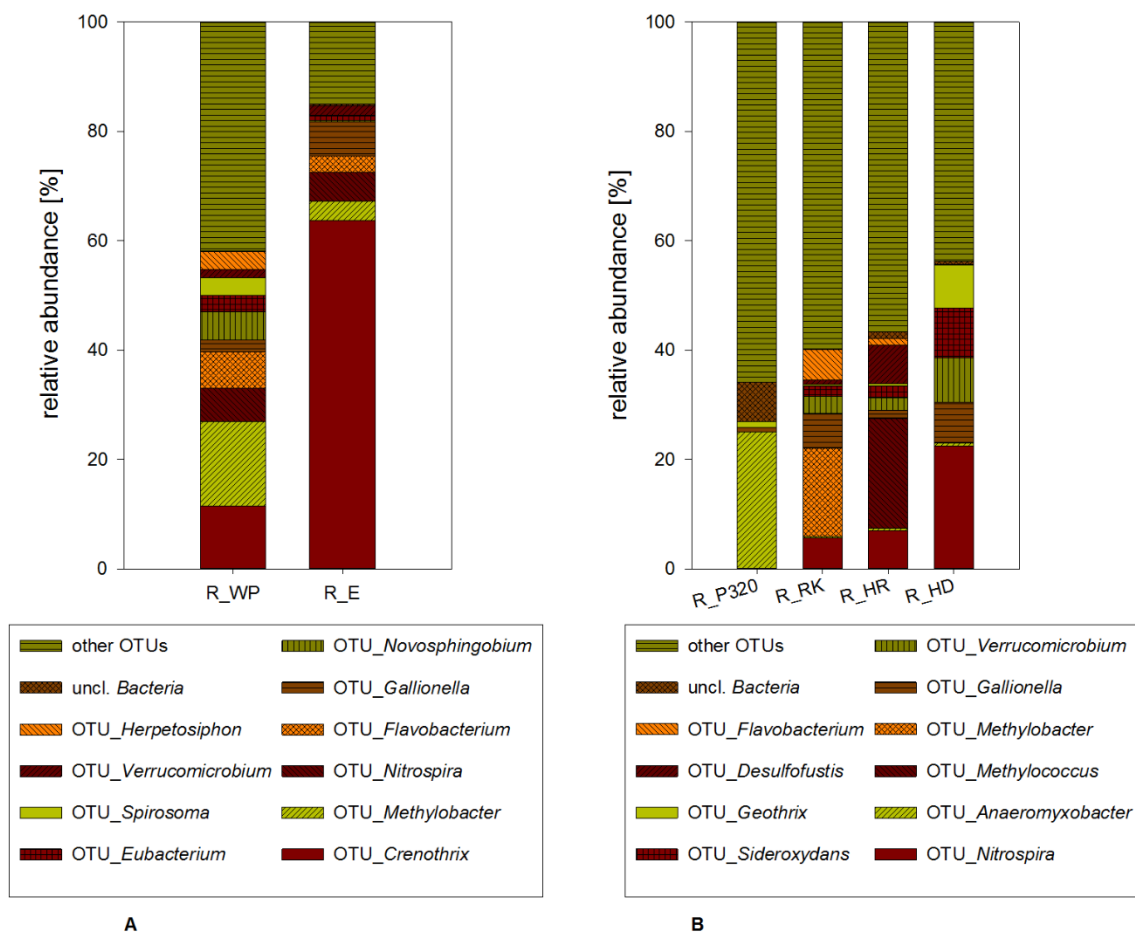 100
80
60
40
20
0
relative abundance [%]
R_WP
R_E
other OTUs
OTU_Novosphingobium
uncl. Bacteria
OTU_Gallionella
OTU_Herpetosiphon
OTU_Flavobacterium
OTU_Verrucomicrobium
OTU_Nitrospira
OTU_Spirosoma
OTU_Methylobacter
OTU_Eubacterium
OTU_Crenothrix
A
100
80
60
40
20
0
relative abundance [%]
R_P320
R_RK
R_HR
R_HD
other OTUs
OTU_Verrucomicrobium
uncl. Bacteria
OTU_Gallionella
OTU_Flavobacterium
OTU_Methylobacter
OTU_Desulfofustis
OTU_Methylococcus
OTU_Geothrix
OTU_Anaeromyxobacter
OTU_Sideroxydans
OTU_Nitrospira
B